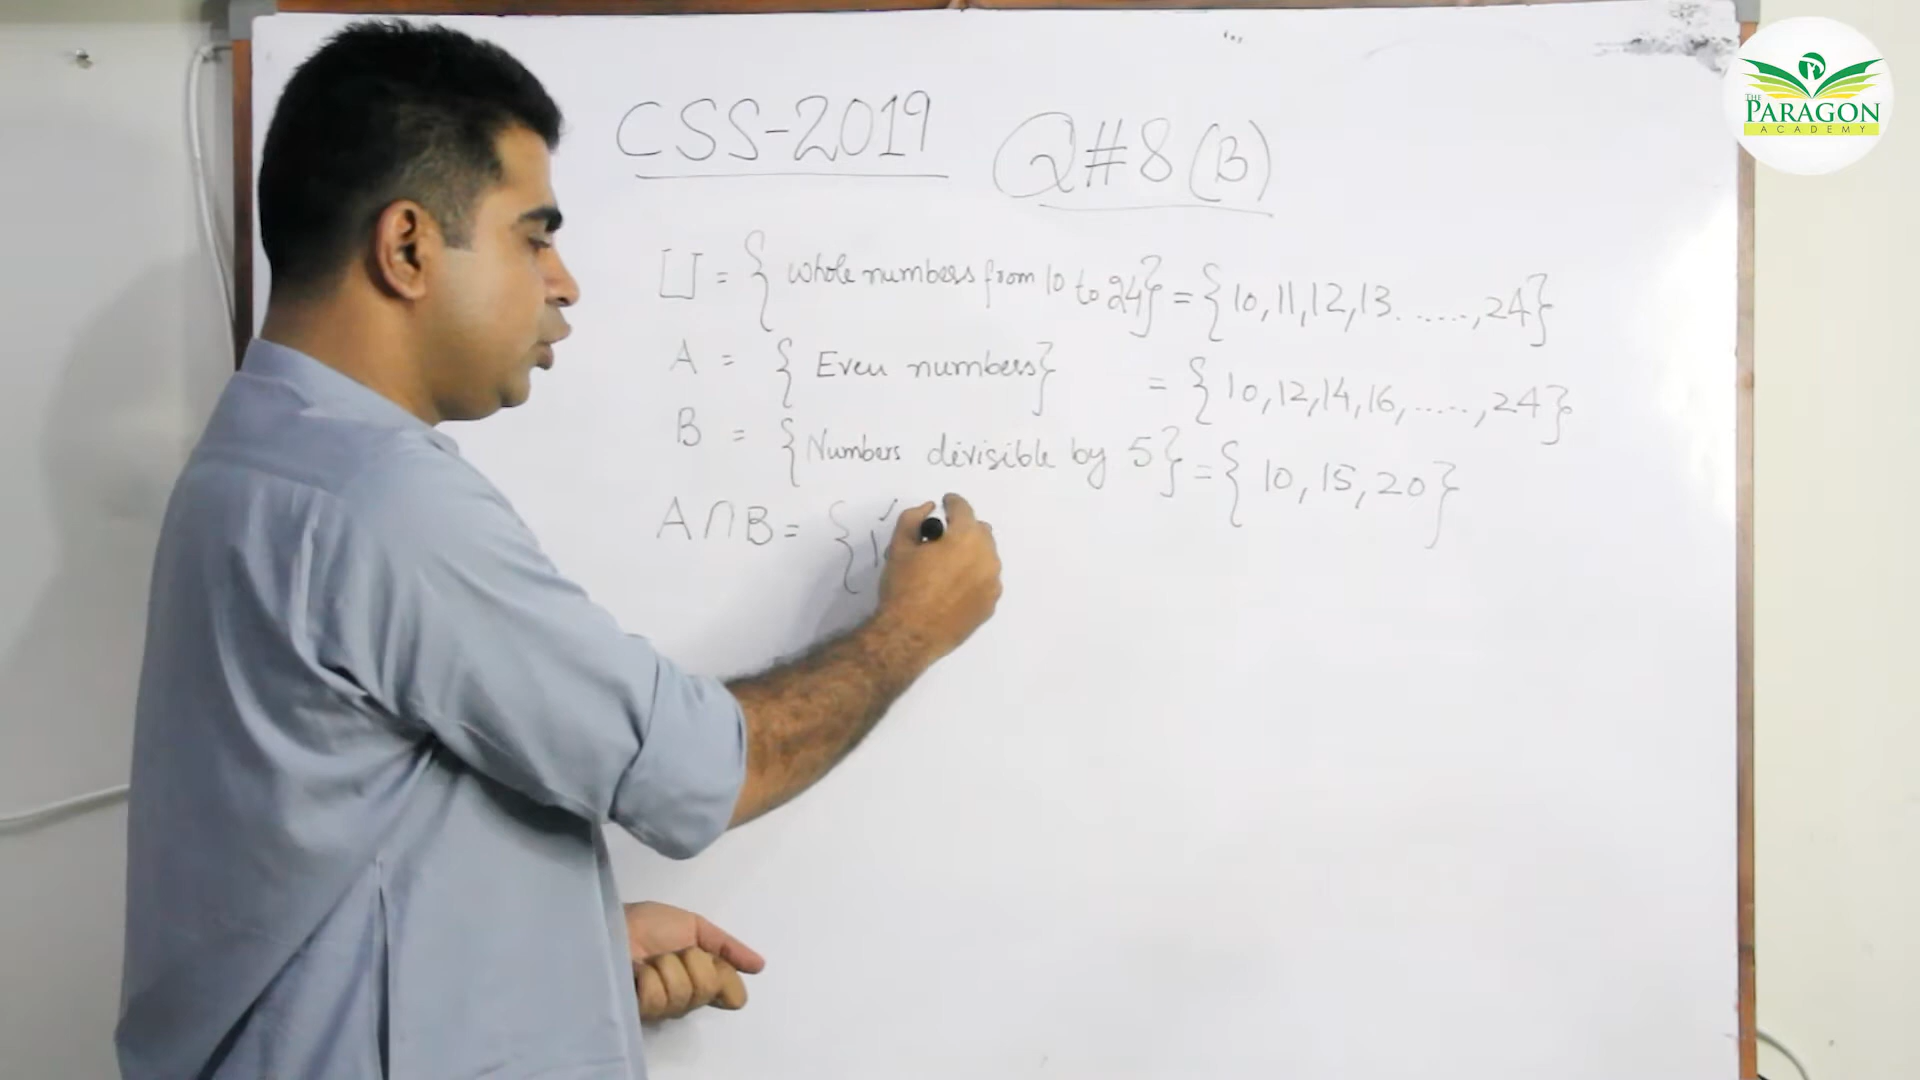 THE
PARAGON
ACADEMY
CSS-2019 Q#8(B)
U = { whole numbers from 10 to 24} = {10,11,12,13......,24}
A = { Even numbers} = {10,12,14,16,.....,24}
B = {Numbers divisible by 5} = {10,15,20}
A∩B= {